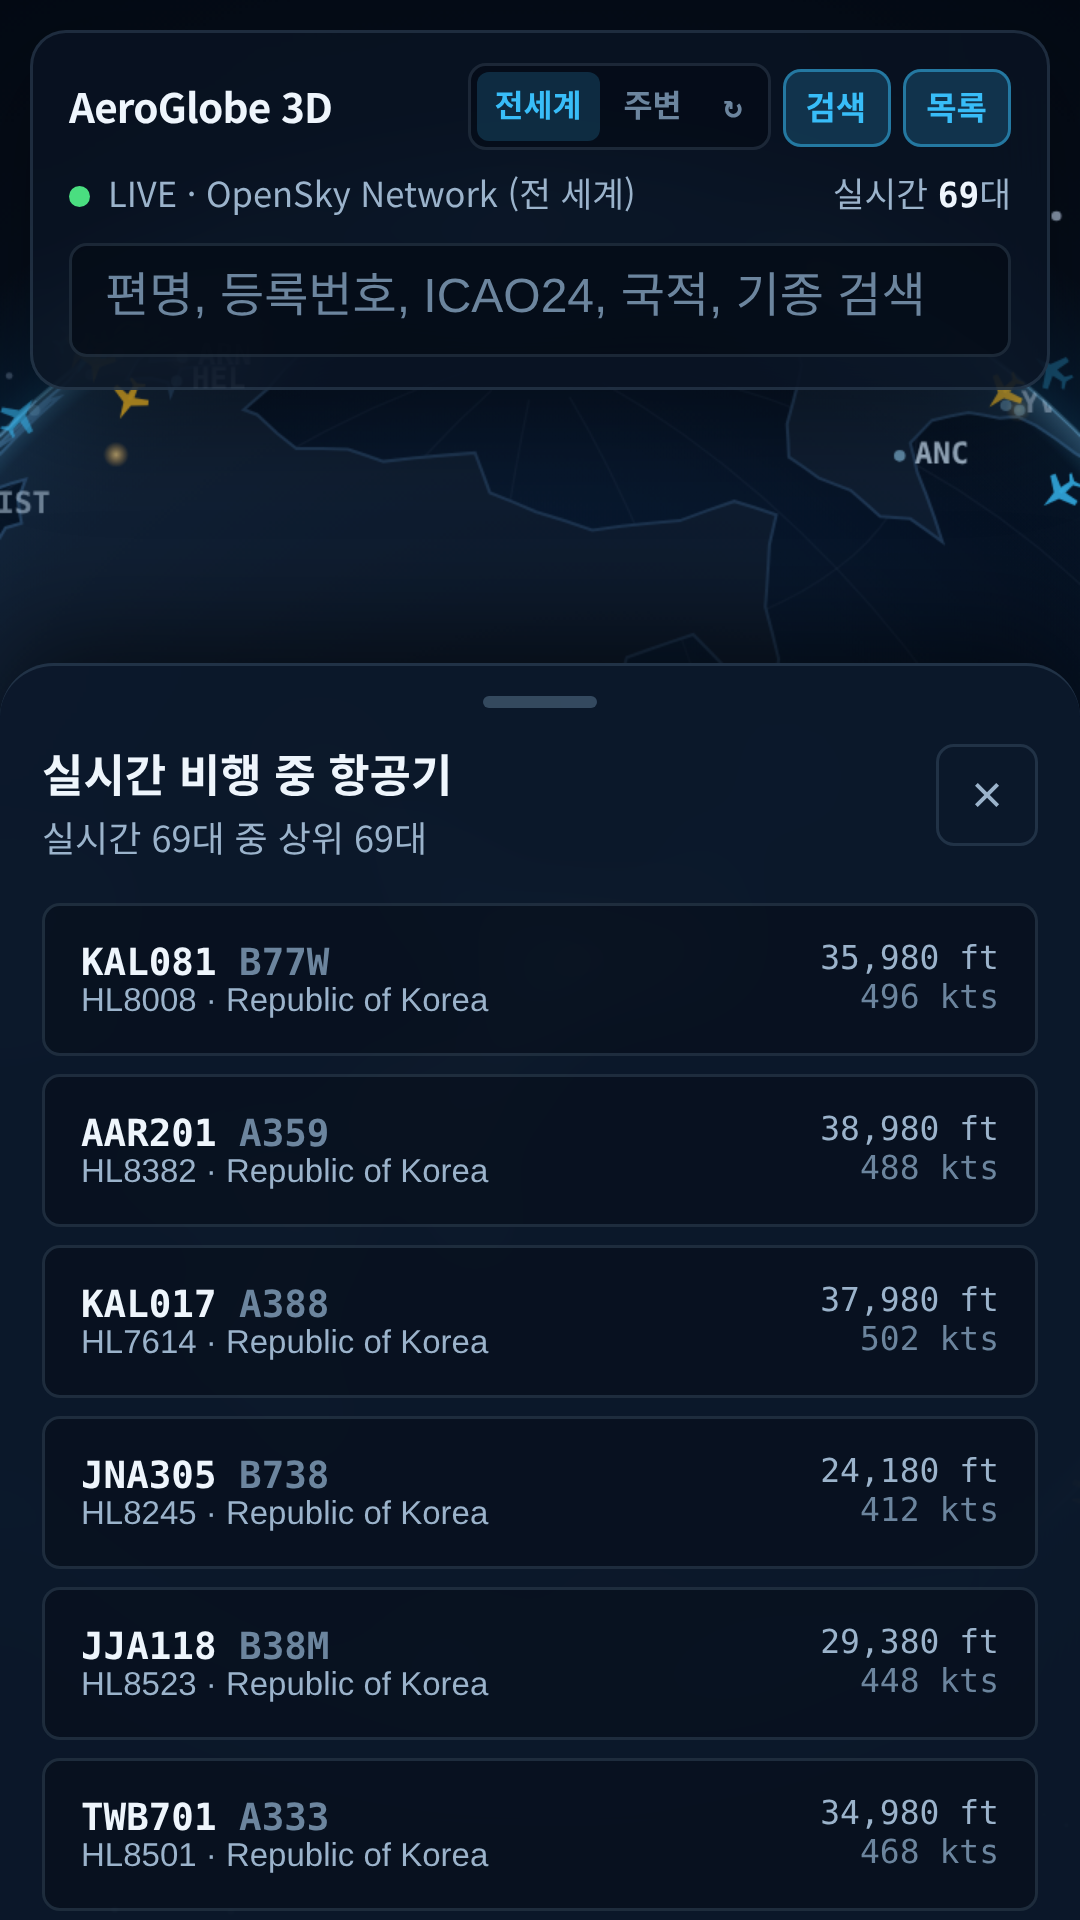 AeroGlobe 3D
전세계 주변 ↻ 검색 목록
LIVE · OpenSky Network (전 세계) 실시간 69대
편명, 등록번호, ICAO24, 국적, 기종 검색
HEL
ANC
IST
실시간 비행 중 항공기
×
실시간 69대 중 상위 69대
KAL081 B77W 35,980 ft
HL8008 · Republic of Korea 496 kts
AAR201 A359 38,980 ft
HL8382 · Republic of Korea 488 kts
KAL017 A388 37,980 ft
HL7614 · Republic of Korea 502 kts
JNA305 B738 24,180 ft
HL8245 · Republic of Korea 412 kts
JJA118 B38M 29,380 ft
HL8523 · Republic of Korea 448 kts
TWB701 A333 34,980 ft
HL8501 · Republic of Korea 468 kts